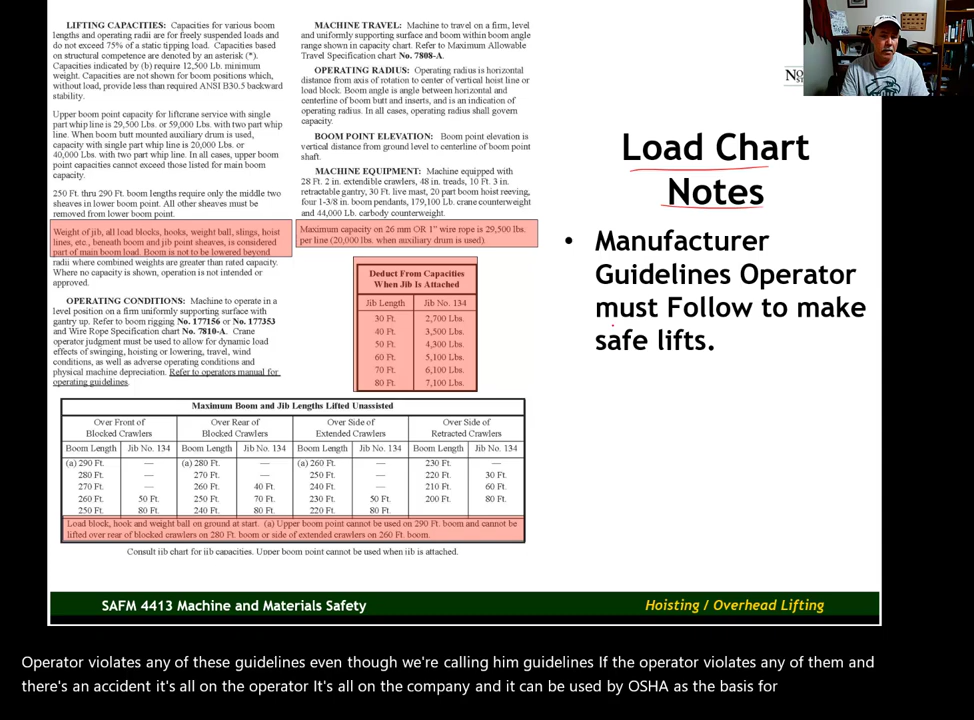 LIFTING CAPACITIES: Capacities for various boom
lengths and operating radii are for freely suspended loads and
do not exceed 75% of a static tipping load. Capacities based
on structural competence are denoted by an asterisk (*).
Capacities indicated by (b) require 12,500 Lb. minimum
weight. Capacities are not shown for boom positions which,
without load, provide less than required ANSI B30.5 backward
stability.
Upper boom point capacity for liftcrane service with single
part whip line is 29,500 Lbs. or 59,000 Lbs. with two part whip
line. When boom butt mounted auxiliary drum is used,
capacity with single part whip line is 20,000 Lbs. or
40,000 Lbs. with two part whip line. In all cases, upper boom
point capacities cannot exceed those listed for main boom
capacity.
250 Ft. thru 290 Ft. boom lengths require only the middle two
sheaves in lower boom point. All other sheaves must be
removed from lower boom point.
Weight of jib, all load blocks, hooks, weight ball, slings, hoist
lines, etc., beneath boom and jib point sheaves, is considered
part of main boom load. Boom is not to be lowered beyond
radii where combined weights are greater than rated capacity.
Where no capacity is shown, operation is not intended or
approved.
OPERATING CONDITIONS: Machine to operate in a
level position on a firm uniformly supporting surface with
gantry up. Refer to boom rigging No. 177156 or No. 177353
and Wire Rope Specification chart No. 7810-A. Crane
operator judgment must be used to allow for dynamic load
effects of swinging, hoisting or lowering, travel, wind
conditions, as well as adverse operating conditions and
physical machine depreciation. Refer to operators manual for
operating guidelines.
MACHINE TRAVEL: Machine to travel on a firm, level
and uniformly supporting surface and boom within boom angle
range shown in capacity chart. Refer to Maximum Allowable
Travel Specification chart No. 7808-A.
OPERATING RADIUS: Operating radius is horizontal
distance from axis of rotation to center of vertical hoist line or
load block. Boom angle is angle between horizontal and
centerline of boom butt and inserts, and is an indication of
operating radius. In all cases, operating radius shall govern
capacity.
BOOM POINT ELEVATION: Boom point elevation is
vertical distance from ground level to centerline of boom point
shaft.
MACHINE EQUIPMENT: Machine equipped with
28 Ft. 2 in. extendible crawlers, 48 in. treads, 10 Ft. 3 in.
retractable gantry, 30 Ft. live mast, 20 part boom hoist reeving,
four 1-3/8 in. boom pendants, 179,100 Lb. crane counterweight
and 44,000 Lb. carbody counterweight.
Maximum capacity on 26 mm OR 1" wire rope is 29,500 lbs.
per line (20,000 lbs. when auxiliary drum is used).
Deduct From Capacities
When Jib Is Attached
Jib Length Jib No. 134
30 Ft. 2,700 Lbs.
40 Ft. 3,500 Lbs.
50 Ft. 4,300 Lbs.
60 Ft. 5,100 Lbs.
70 Ft. 6,100 Lbs.
80 Ft. 7,100 Lbs.
Maximum Boom and Jib Lengths Lifted Unassisted
Over Front of Over Rear of Over Side of Over Side of
Blocked Crawlers Blocked Crawlers Extended Crawlers Retracted Crawlers
Boom Length Jib No. 134 Boom Length Jib No. 134 Boom Length Jib No. 134 Boom Length Jib No. 134
(a) 290 Ft. — (a) 280 Ft. — (a) 260 Ft. — 230 Ft. —
280 Ft. — 270 Ft. — 250 Ft. — 220 Ft. 30 Ft.
270 Ft. — 260 Ft. 40 Ft. 240 Ft. — 210 Ft. 60 Ft.
260 Ft. 50 Ft. 250 Ft. 70 Ft. 230 Ft. 50 Ft. 200 Ft. 80 Ft.
250 Ft. 80 Ft. 240 Ft. 80 Ft. 220 Ft. 80 Ft.
Load block, hook and weight ball on ground at start. (a) Upper boom point cannot be used on 290 Ft. boom and cannot be
lifted over rear of blocked crawlers on 280 Ft. boom or side of extended crawlers on 260 Ft. boom.
Consult jib chart for jib capacities. Upper boom point cannot be used when jib is attached.
Load Chart
Notes
• Manufacturer
Guidelines Operator
must Follow to make
safe lifts.
SAFM 4413 Machine and Materials Safety
Hoisting / Overhead Lifting
Operator violates any of these guidelines even though we're calling him guidelines If the operator violates any of them and
there's an accident it's all on the operator It's all on the company and it can be used by OSHA as the basis for